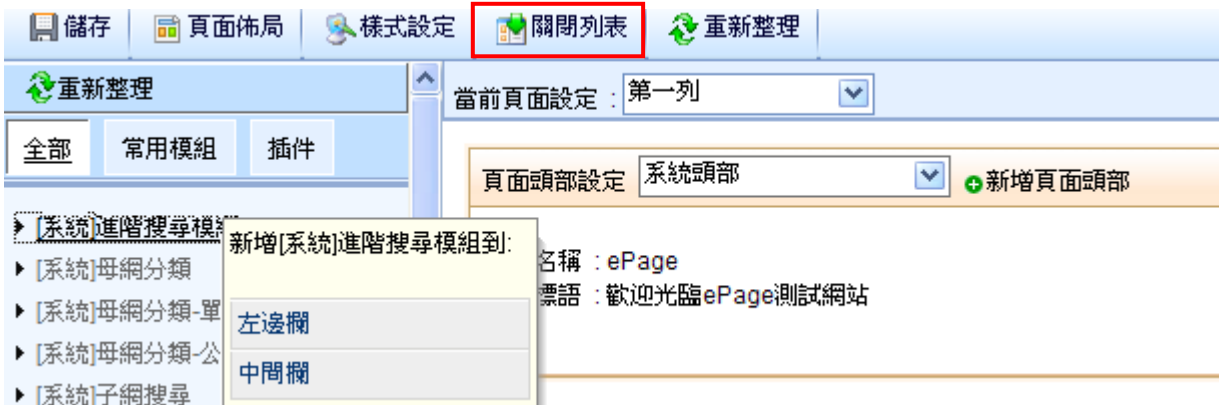 儲存 頁面佈局 樣式設定 關閉列表 重新整理
重新整理
全部 常用模組 插件
[系統]進階搜尋模
[系統]母網分類
[系統]母網分類-單
[系統]母網分類-公
[系統]子網搜尋
新增[系統]進階搜尋模組到:
左邊欄
中間欄
當前頁面設定 : 第一列
頁面頭部設定 系統頭部 新增頁面頭部
名稱 : ePage
標語 : 歡迎光臨ePage測試網站